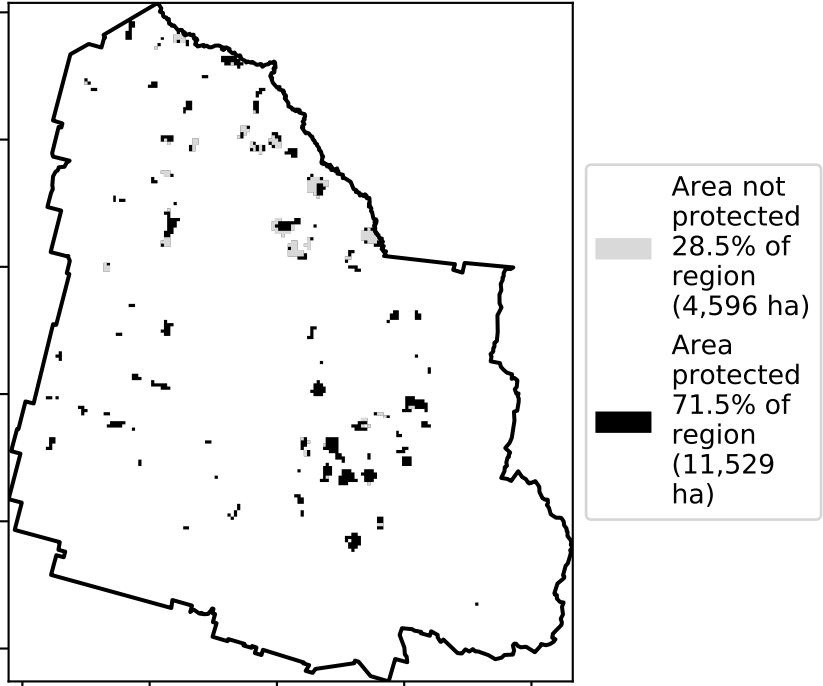 Area not
protected
28.5% of
region
(4,596 ha)
Area
protected
71.5% of
region
(11,529
ha)